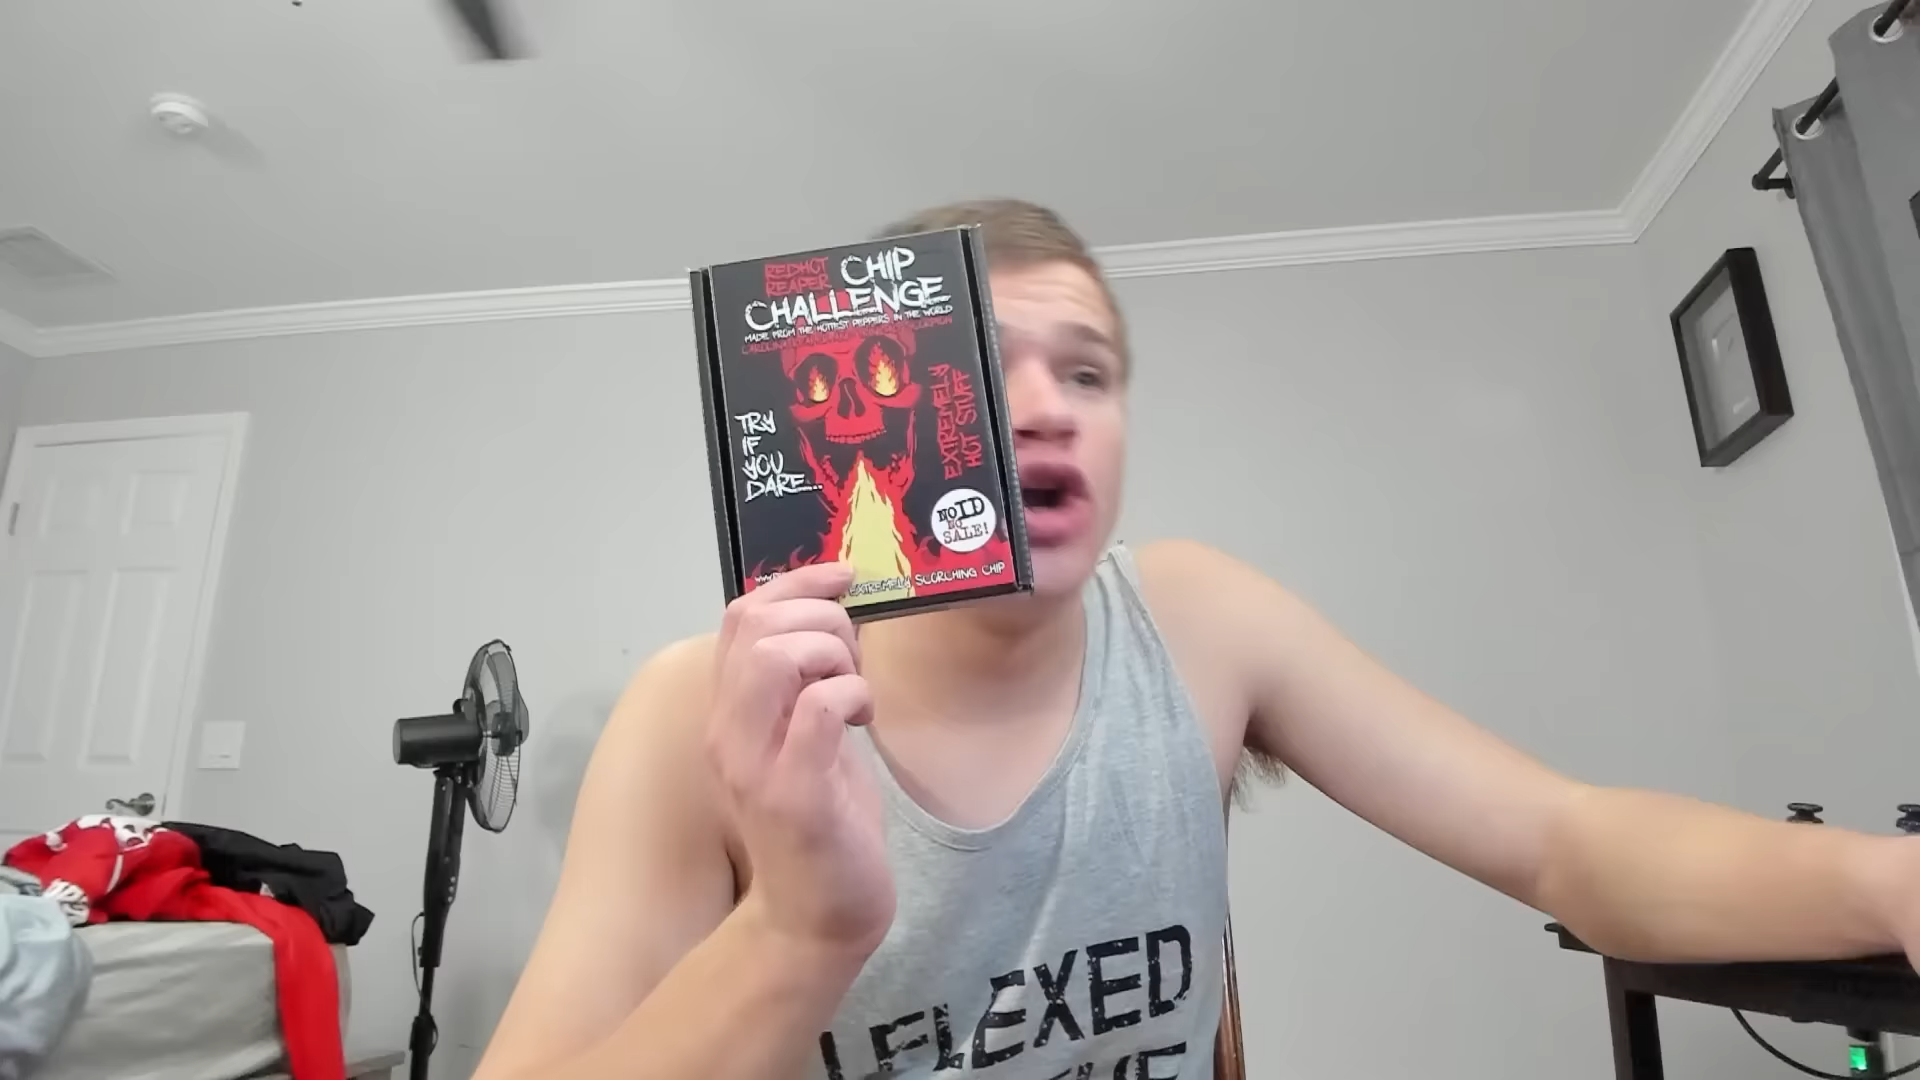 REDHOT
REAPER
CHIP
CHALLENGE
MADE FROM THE HOTTEST PEPPERS IN THE WORLD
TRY
IF
YOU
DARE...
EXTREMELY
HOT STUFF
NO ID
NO
SALE!
EXTREMELY SCORCHING CHIP
I FLEXED